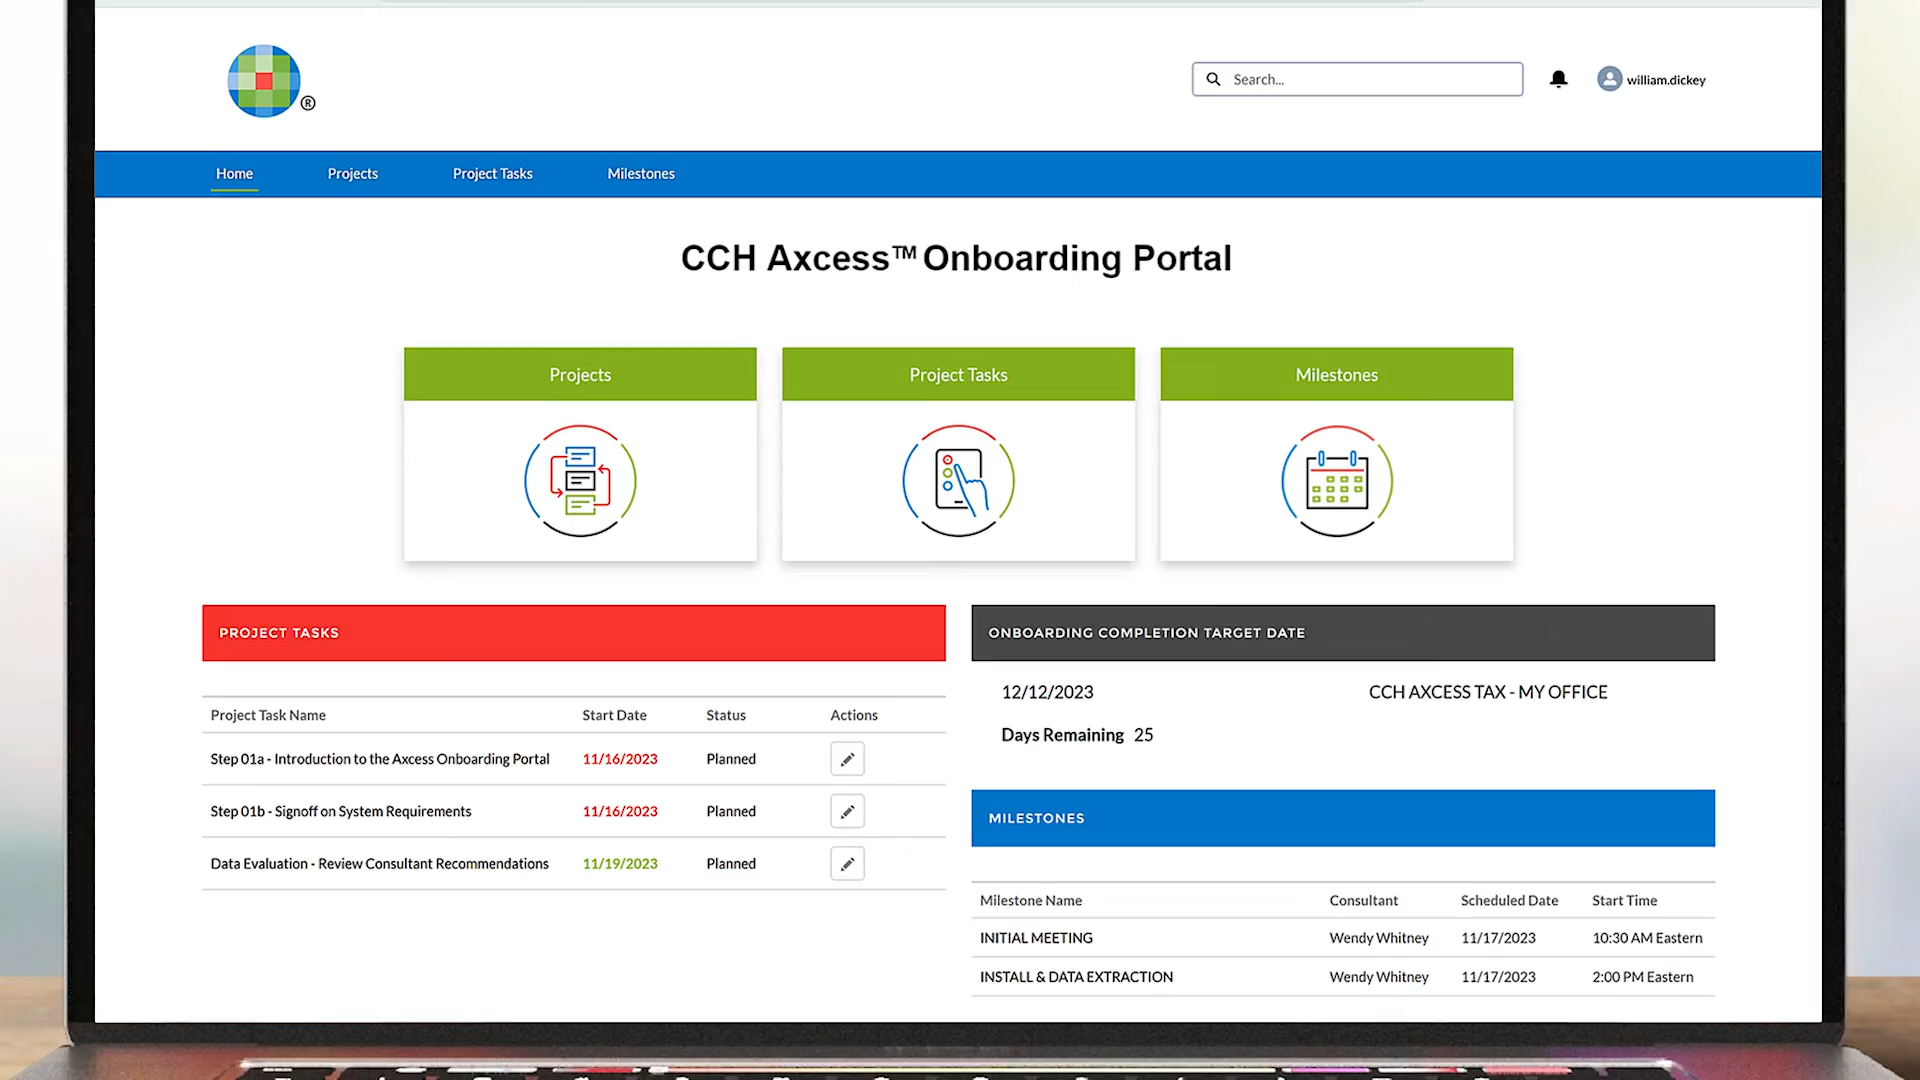 ®
Search...
william.dickey
Home Projects Project Tasks Milestones
CCH Axcess™ Onboarding Portal
Projects
Project Tasks
Milestones
PROJECT TASKS
Project Task Name Start Date Status Actions
Step 01a - Introduction to the Axcess Onboarding Portal 11/16/2023 Planned
Step 01b - Signoff on System Requirements 11/16/2023 Planned
Data Evaluation - Review Consultant Recommendations 11/19/2023 Planned
ONBOARDING COMPLETION TARGET DATE
12/12/2023 CCH AXCESS TAX - MY OFFICE
Days Remaining 25
MILESTONES
Milestone Name Consultant Scheduled Date Start Time
INITIAL MEETING Wendy Whitney 11/17/2023 10:30 AM Eastern
INSTALL & DATA EXTRACTION Wendy Whitney 11/17/2023 2:00 PM Eastern